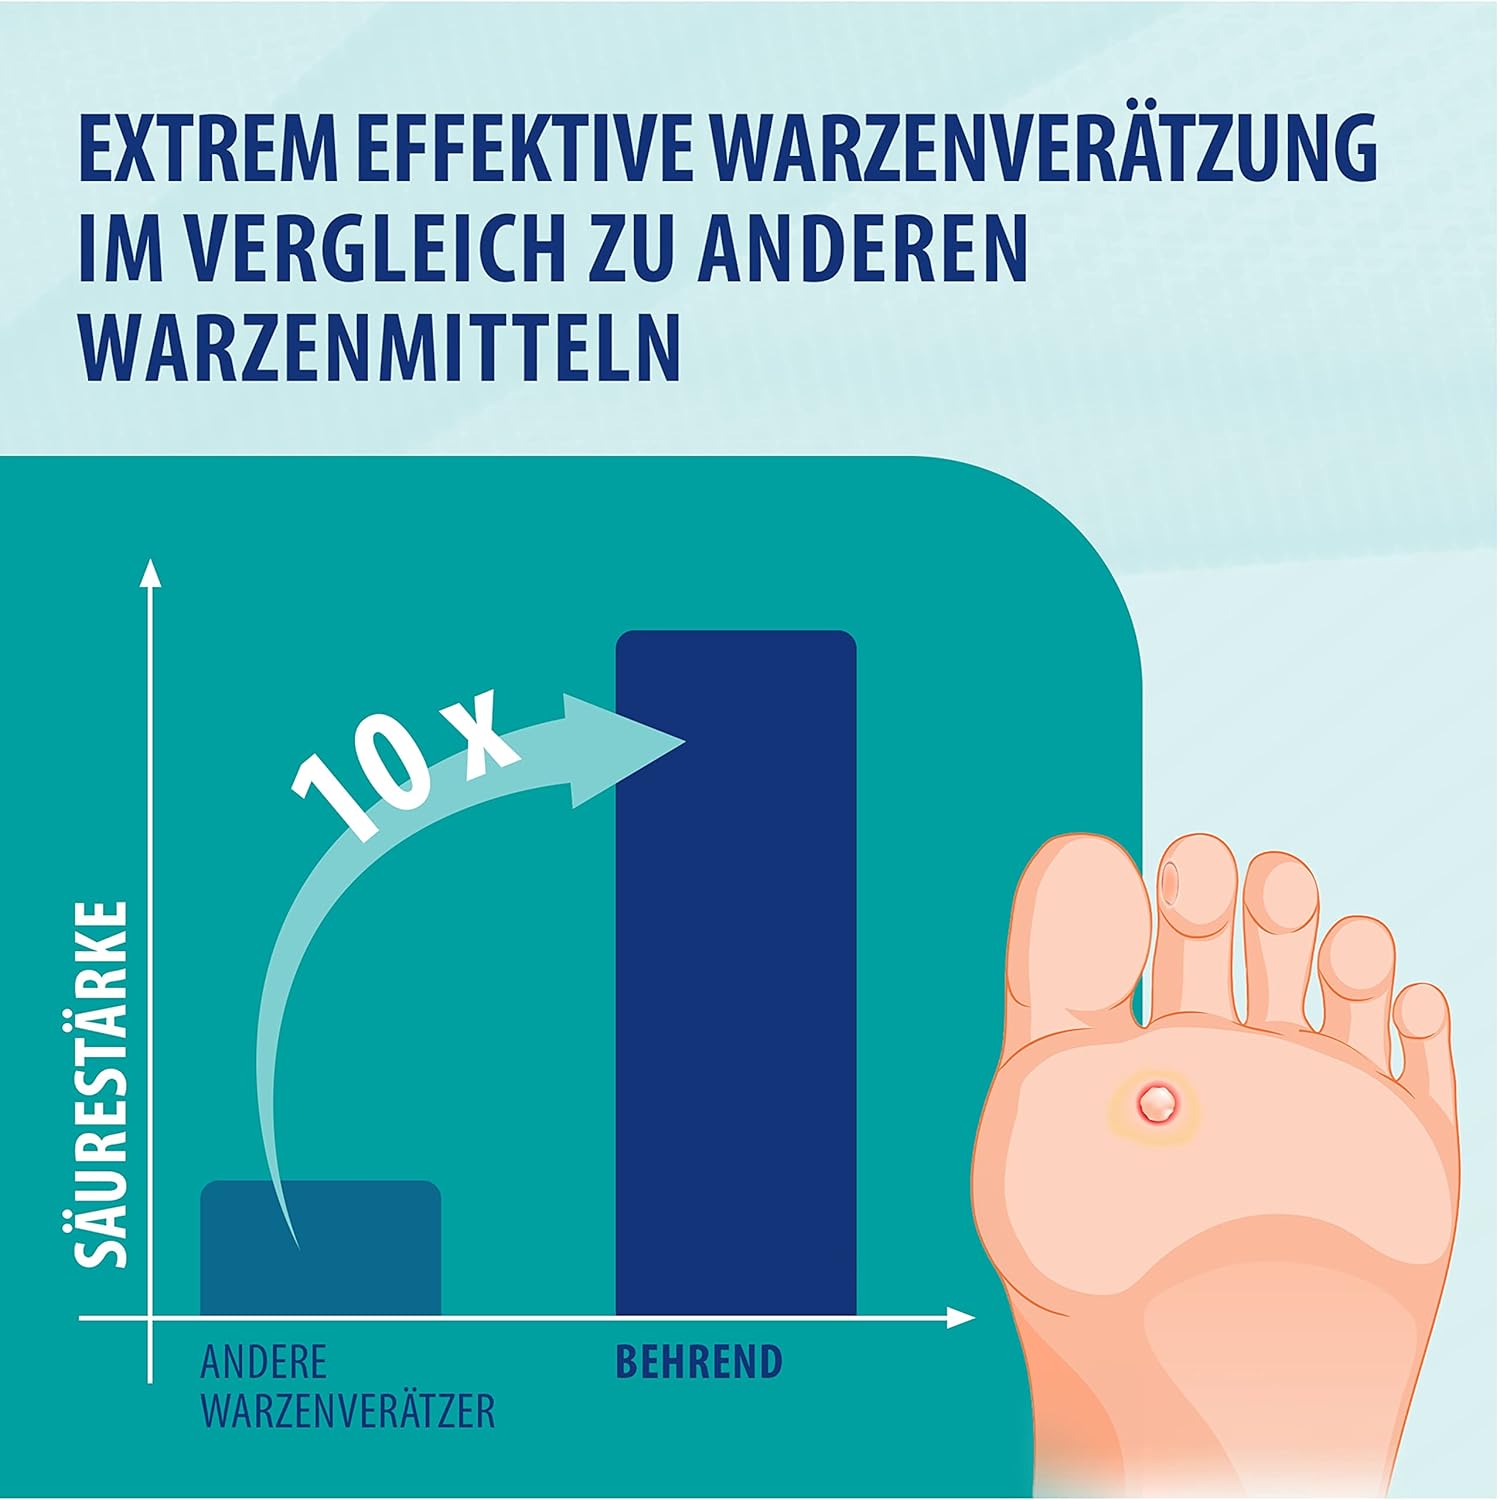 EXTREM EFFEKTIVE WARZENVERÄTZUNG
IM VERGLEICH ZU ANDEREN
WARZENMITTELN
10 x
SÄURESTÄRKE
ANDERE
WARZENVERÄTZER
BEHREND